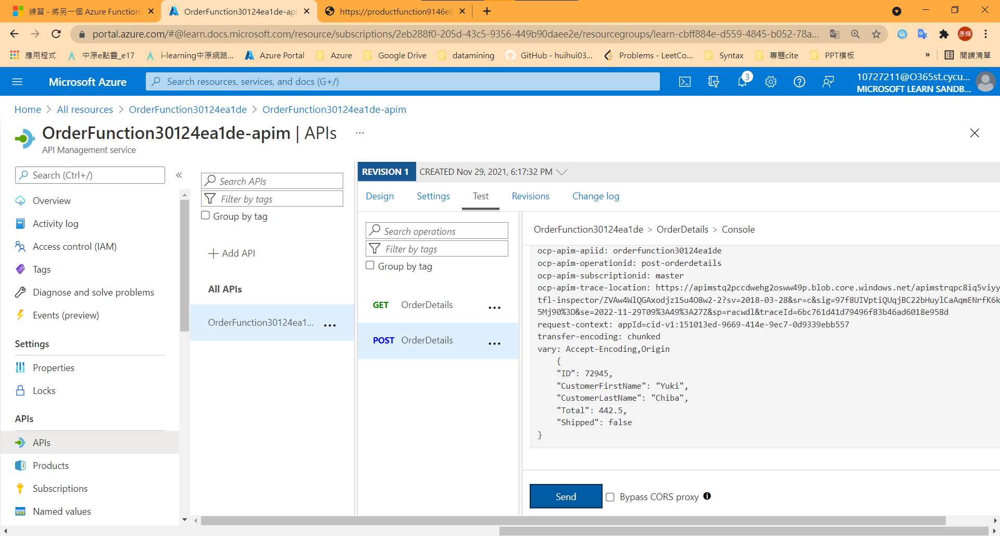 練習 - 將另一個 Azure Functions
OrderFunction30124ea1de-api
https://productfunction9146e8
portal.azure.com/#@learn.docs.microsoft.com/resource/subscriptions/2eb288f0-205d-43c5-9356-449b90daee2e/resourcegroups/learn-cbff884e-d559-4845-b052-78a...
彥輝
應用程式
中原e點靈_e17
i-learning中原網路...
Azure Portal
Azure
Google Drive
datamining
GitHub - huihui03...
Problems - LeetCo...
Syntax
專題cite
PPT模板
»
閱讀清單
Microsoft Azure
Search resources, services, and docs (G+/)
3
10727211@O365st.cycu...
MICROSOFT LEARN SANDB...
Home > All resources > OrderFunction30124ea1de > OrderFunction30124ea1de-apim
OrderFunction30124ea1de-apim | APIs ...
API Management service
Search (Ctrl+/)
«
Overview
Activity log
Access control (IAM)
Tags
Diagnose and solve problems
Events (preview)
Settings
Properties
Locks
APIs
APIs
Products
Subscriptions
Named values
Search APIs
Filter by tags
Group by tag
Add API
All APIs
OrderFunction30124ea1... ...
REVISION 1 CREATED Nov 29, 2021, 6:17:32 PM
Design Settings Test Revisions Change log
Search operations
Filter by tags
Group by tag
GET OrderDetails ...
POST OrderDetails ...
OrderFunction30124ea1de > OrderDetails > Console
ocp-apim-apiid: orderfunction30124ea1de
ocp-apim-operationid: post-orderdetails
ocp-apim-subscriptionid: master
ocp-apim-trace-location: https://apimstq2pccdwehg2osww49p.blob.core.windows.net/apimstrqpc8iq5viyy
tfl-inspector/ZVAw4WlQGAxodjz1Su4O8w2-2?sv=2018-03-28&sr=c&sig=97f8UIVptiQUqjBC22bHuylCaAqmENrfK6k
5Mj90%3D&se=2022-11-29T09%3A49%3A27Z&sp=racwdl&traceId=6bc761d41d79496f83b46ad6018e958d
request-context: appId=cid-v1:151013ed-9669-414e-9ec7-0d9339ebb557
transfer-encoding: chunked
vary: Accept-Encoding,Origin
{
"ID": 72945,
"CustomerFirstName": "Yuki",
"CustomerLastName": "Chiba",
"Total": 442.5,
"Shipped": false
}
Send
Bypass CORS proxy